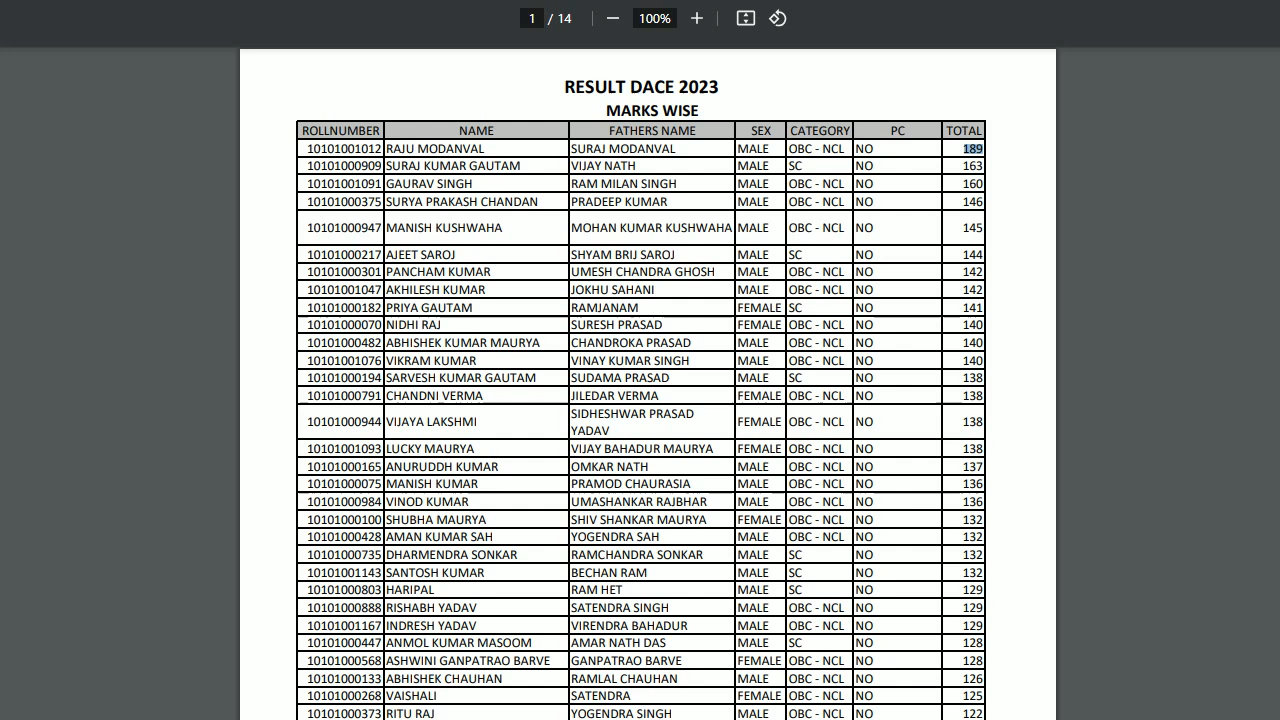 1 / 14 100%
RESULT DACE 2023
MARKS WISE
ROLLNUMBER NAME FATHERS NAME SEX CATEGORY PC TOTAL
10101001012 RAJU MODANVAL SURAJ MODANVAL MALE OBC - NCL NO 189
10101000909 SURAJ KUMAR GAUTAM VIJAY NATH MALE SC NO 163
10101001091 GAURAV SINGH RAM MILAN SINGH MALE OBC - NCL NO 160
10101000375 SURYA PRAKASH CHANDAN PRADEEP KUMAR MALE OBC - NCL NO 146
10101000947 MANISH KUSHWAHA MOHAN KUMAR KUSHWAHA MALE OBC - NCL NO 145
10101000217 AJEET SAROJ SHYAM BRIJ SAROJ MALE SC NO 144
10101000301 PANCHAM KUMAR UMESH CHANDRA GHOSH MALE OBC - NCL NO 142
10101001047 AKHILESH KUMAR JOKHU SAHANI MALE OBC - NCL NO 142
10101000182 PRIYA GAUTAM RAMJANAM FEMALE SC NO 141
10101000070 NIDHI RAJ SURESH PRASAD FEMALE OBC - NCL NO 140
10101000482 ABHISHEK KUMAR MAURYA CHANDROKA PRASAD MALE OBC - NCL NO 140
10101001076 VIKRAM KUMAR VINAY KUMAR SINGH MALE OBC - NCL NO 140
10101000194 SARVESH KUMAR GAUTAM SUDAMA PRASAD MALE SC NO 138
10101000791 CHANDNI VERMA JILEDAR VERMA FEMALE OBC - NCL NO 138
10101000944 VIJAYA LAKSHMI SIDHESHWAR PRASAD YADAV FEMALE OBC - NCL NO 138
10101001093 LUCKY MAURYA VIJAY BAHADUR MAURYA FEMALE OBC - NCL NO 138
10101000165 ANURUDDH KUMAR OMKAR NATH MALE OBC - NCL NO 137
10101000075 MANISH KUMAR PRAMOD CHAURASIA MALE OBC - NCL NO 136
10101000984 VINOD KUMAR UMASHANKAR RAJBHAR MALE OBC - NCL NO 136
10101000100 SHUBHA MAURYA SHIV SHANKAR MAURYA FEMALE OBC - NCL NO 132
10101000428 AMAN KUMAR SAH YOGENDRA SAH MALE OBC - NCL NO 132
10101000735 DHARMENDRA SONKAR RAMCHANDRA SONKAR MALE SC NO 132
10101001143 SANTOSH KUMAR BECHAN RAM MALE SC NO 132
10101000803 HARIPAL RAM HET MALE SC NO 129
10101000888 RISHABH YADAV SATENDRA SINGH MALE OBC - NCL NO 129
10101001167 INDRESH YADAV VIRENDRA BAHADUR MALE OBC - NCL NO 129
10101000447 ANMOL KUMAR MASOOM AMAR NATH DAS MALE SC NO 128
10101000568 ASHWINI GANPATRAO BARVE GANPATRAO BARVE FEMALE OBC - NCL NO 128
10101000133 ABHISHEK CHAUHAN RAMLAL CHAUHAN MALE OBC - NCL NO 126
10101000268 VAISHALI SATENDRA FEMALE OBC - NCL NO 125
10101000373 RITU RAJ YOGENDRA SINGH MALE OBC - NCL NO 122